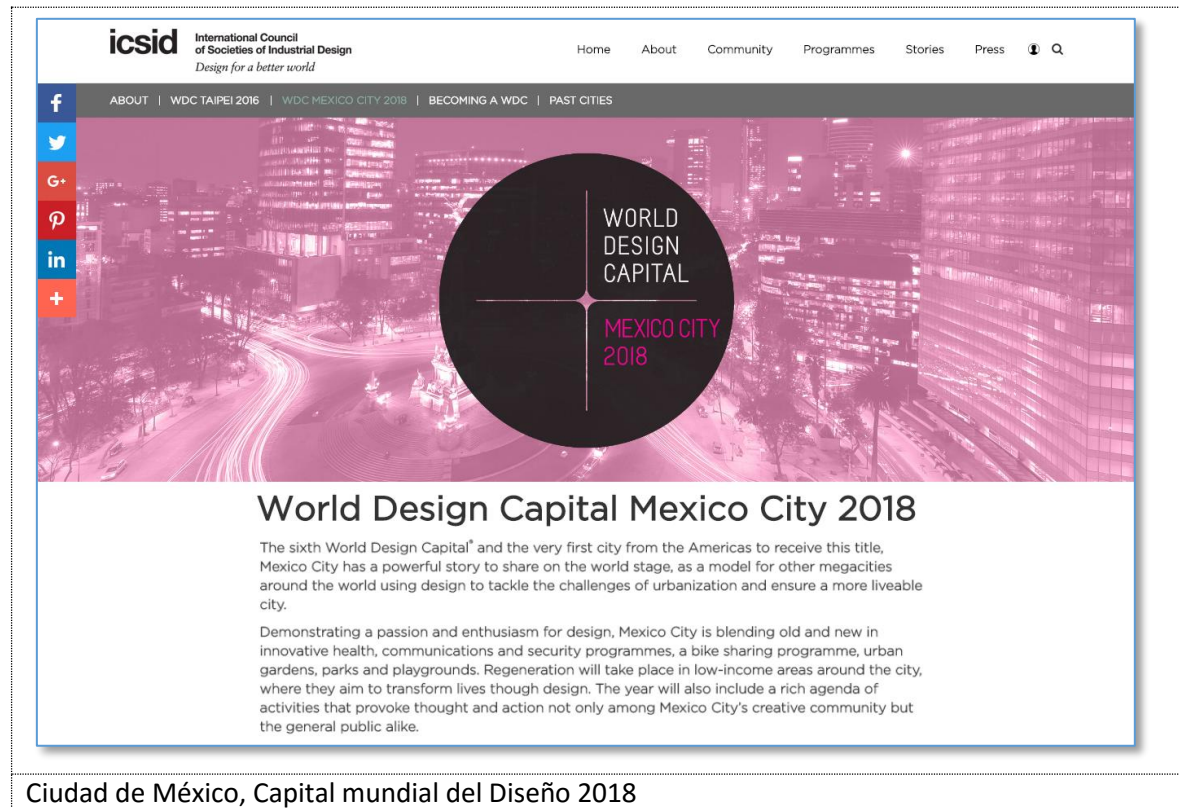 icsid
International Council
of Societies of Industrial Design
Design for a better world
Home About Community Programmes Stories Press
ABOUT | WDC TAIPEI 2016 | WDC MEXICO CITY 2018 | BECOMING A WDC | PAST CITIES
f
G+
in
+
WORLD
DESIGN
CAPITAL
MEXICO CITY
2018
World Design Capital Mexico City 2018
The sixth World Design Capital® and the very first city from the Americas to receive this title,
Mexico City has a powerful story to share on the world stage, as a model for other megacities
around the world using design to tackle the challenges of urbanization and ensure a more liveable
city.
Demonstrating a passion and enthusiasm for design, Mexico City is blending old and new in
innovative health, communications and security programmes, a bike sharing programme, urban
gardens, parks and playgrounds. Regeneration will take place in low-income areas around the city,
where they aim to transform lives though design. The year will also include a rich agenda of
activities that provoke thought and action not only among Mexico City's creative community but
the general public alike.
Ciudad de México, Capital mundial del Diseño 2018